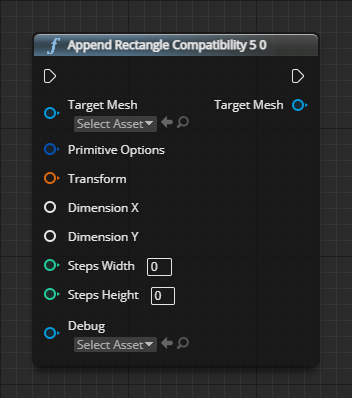 Append Rectangle Compatibility 5 0
Target Mesh
Target Mesh
Select Asset
Primitive Options
Transform
Dimension X
Dimension Y
Steps Width 0
Steps Height 0
Debug
Select Asset